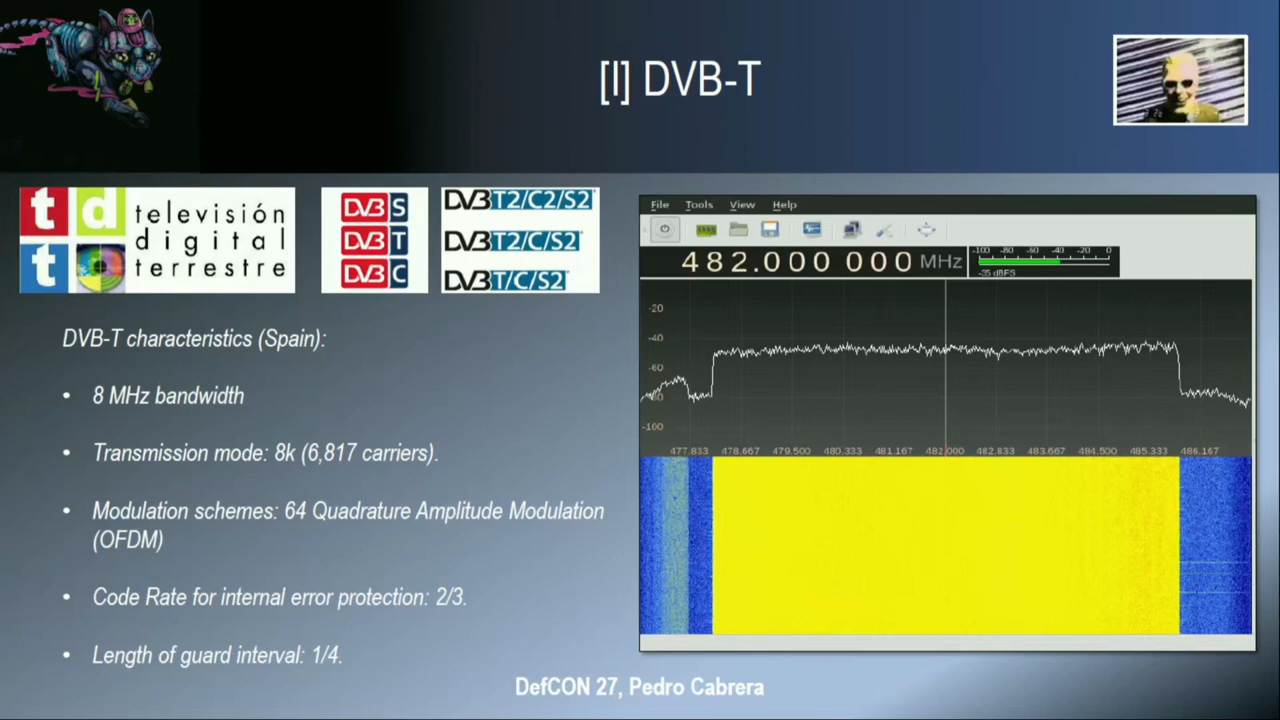 [I] DVB-T
t d t
televisión
digital
terrestre
DVB S
DVB T
DVB C
DVB T2/C2/S2
DVB T2/C/S2
DVB T/C/S2
DVB-T characteristics (Spain):
• 8 MHz bandwidth
• Transmission mode: 8k (6,817 carriers).
• Modulation schemes: 64 Quadrature Amplitude Modulation
(OFDM)
• Code Rate for internal error protection: 2/3.
• Length of guard interval: 1/4.
File Tools View Help
482.000 000 MHz
-100 -80 -60 -40 -20 0
-35 dBFS
-20
-40
-60
-80
-100
477.833 478.667 479.500 480.333 481.167 482.000 482.833 483.667 484.500 485.333 486.167
DefCON 27, Pedro Cabrera